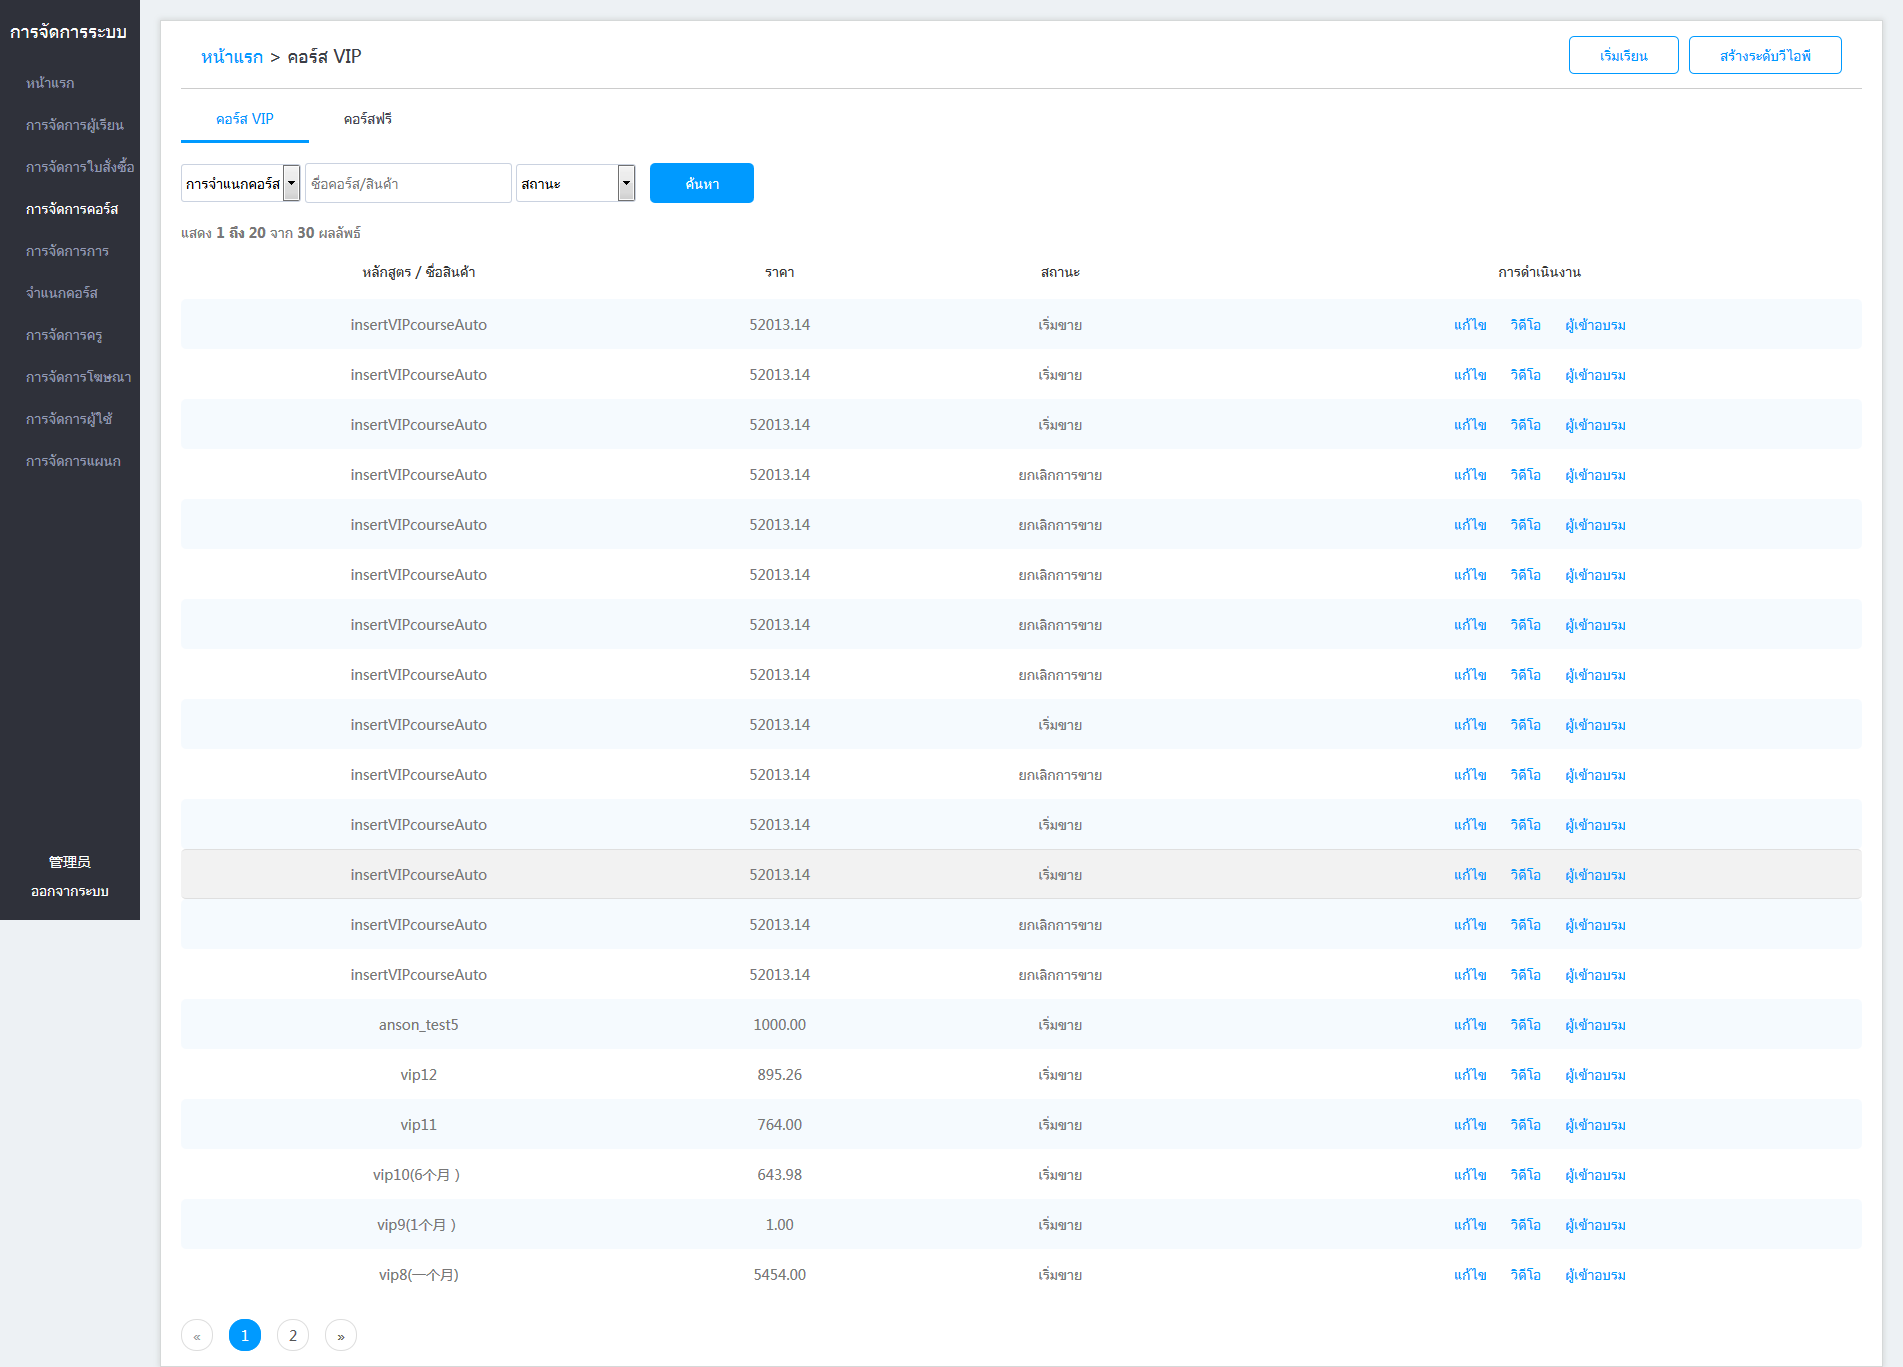 การจัดการระบบ
หน้าแรก
การจัดการผู้เรียน
การจัดการใบสั่งซื้อ
การจัดการคอร์ส
การจัดการการ
จำแนกคอร์ส
การจัดการครู
การจัดการโฆษณา
การจัดการผู้ใช้
การจัดการแผนก
管理员
ออกจากระบบ
หน้าแรก > คอร์ส VIP
เริ่มเรียน สร้างระดับวีไอพี
คอร์ส VIP คอร์สฟรี
การจำแนกคอร์ส ชื่อคอร์ส/สินค้า สถานะ ค้นหา
แสดง 1 ถึง 20 จาก 30 ผลลัพธ์
หลักสูตร / ชื่อสินค้า ราคา สถานะ การดำเนินงาน
insertVIPcourseAuto 52013.14 เริ่มขาย แก้ไข วิดีโอ ผู้เข้าอบรม
insertVIPcourseAuto 52013.14 เริ่มขาย แก้ไข วิดีโอ ผู้เข้าอบรม
insertVIPcourseAuto 52013.14 เริ่มขาย แก้ไข วิดีโอ ผู้เข้าอบรม
insertVIPcourseAuto 52013.14 ยกเลิกการขาย แก้ไข วิดีโอ ผู้เข้าอบรม
insertVIPcourseAuto 52013.14 ยกเลิกการขาย แก้ไข วิดีโอ ผู้เข้าอบรม
insertVIPcourseAuto 52013.14 ยกเลิกการขาย แก้ไข วิดีโอ ผู้เข้าอบรม
insertVIPcourseAuto 52013.14 ยกเลิกการขาย แก้ไข วิดีโอ ผู้เข้าอบรม
insertVIPcourseAuto 52013.14 ยกเลิกการขาย แก้ไข วิดีโอ ผู้เข้าอบรม
insertVIPcourseAuto 52013.14 เริ่มขาย แก้ไข วิดีโอ ผู้เข้าอบรม
insertVIPcourseAuto 52013.14 ยกเลิกการขาย แก้ไข วิดีโอ ผู้เข้าอบรม
insertVIPcourseAuto 52013.14 เริ่มขาย แก้ไข วิดีโอ ผู้เข้าอบรม
insertVIPcourseAuto 52013.14 เริ่มขาย แก้ไข วิดีโอ ผู้เข้าอบรม
insertVIPcourseAuto 52013.14 ยกเลิกการขาย แก้ไข วิดีโอ ผู้เข้าอบรม
insertVIPcourseAuto 52013.14 ยกเลิกการขาย แก้ไข วิดีโอ ผู้เข้าอบรม
anson_test5 1000.00 เริ่มขาย แก้ไข วิดีโอ ผู้เข้าอบรม
vip12 895.26 เริ่มขาย แก้ไข วิดีโอ ผู้เข้าอบรม
vip11 764.00 เริ่มขาย แก้ไข วิดีโอ ผู้เข้าอบรม
vip10(6个月 ) 643.98 เริ่มขาย แก้ไข วิดีโอ ผู้เข้าอบรม
vip9(1个月 ) 1.00 เริ่มขาย แก้ไข วิดีโอ ผู้เข้าอบรม
vip8(一个月) 5454.00 เริ่มขาย แก้ไข วิดีโอ ผู้เข้าอบรม
« 1 2 »